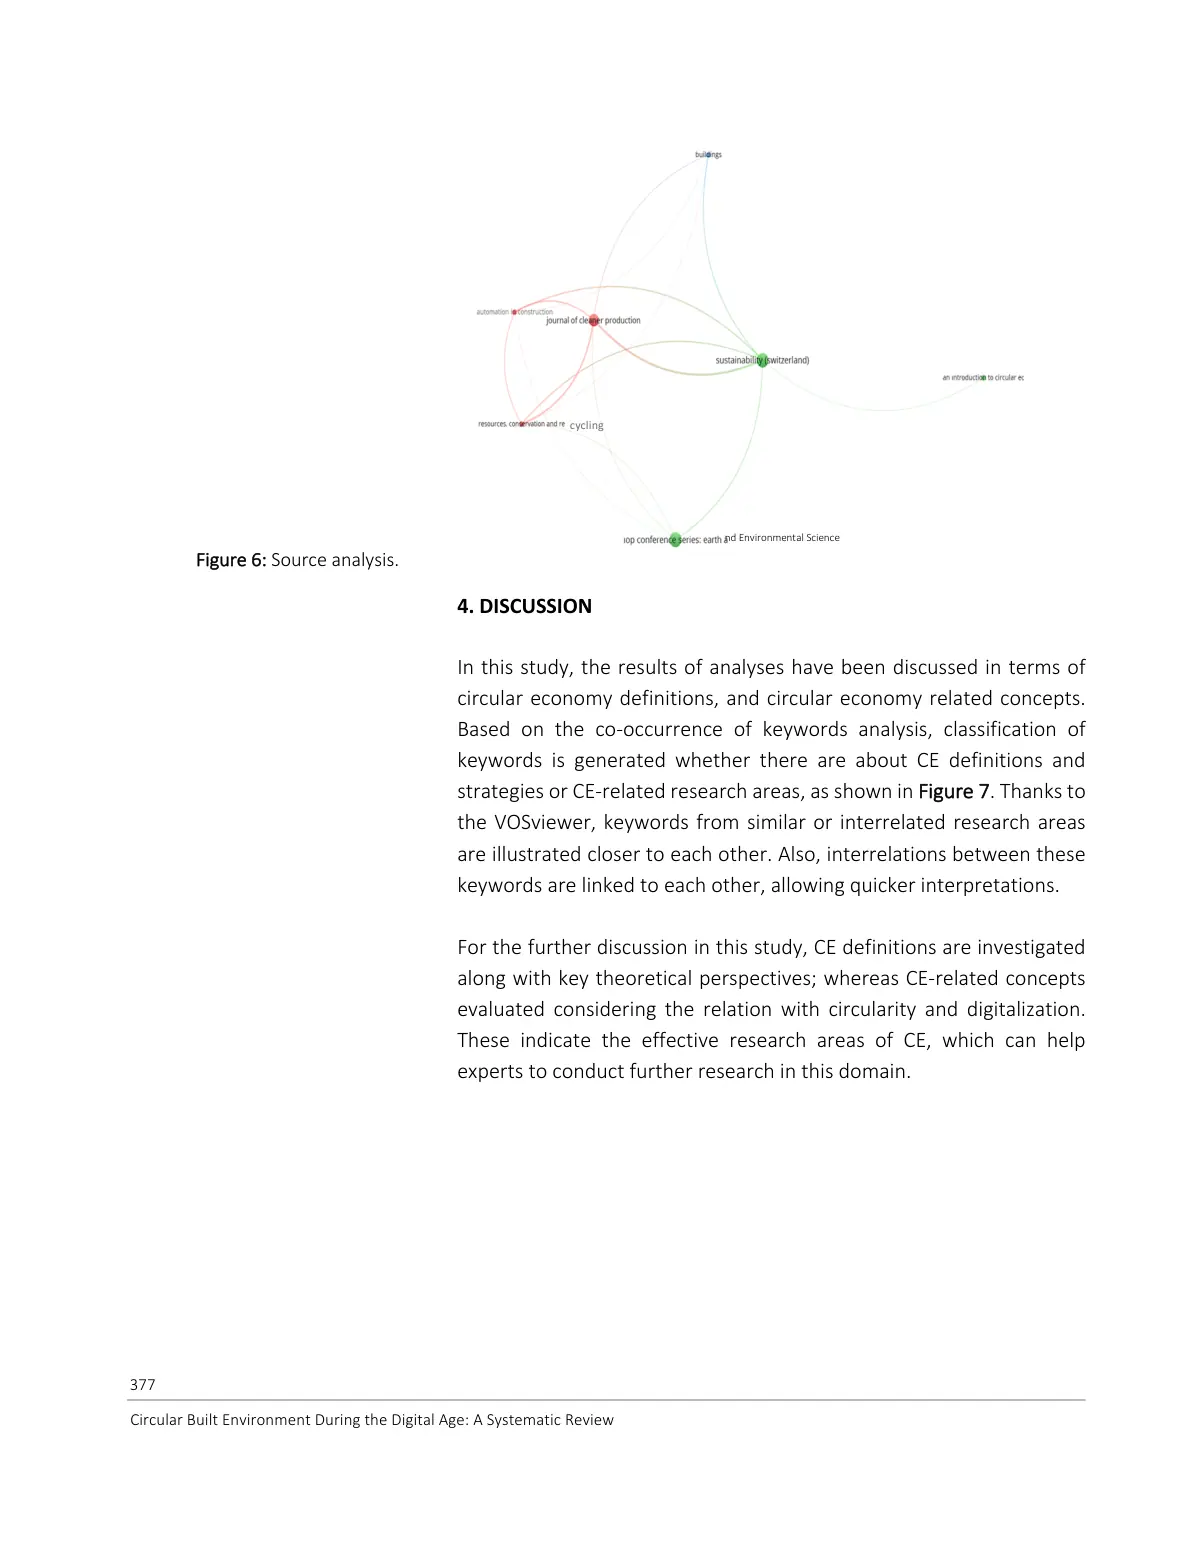 buildings
automation in construction
journal of cleaner production
sustainability (switzerland)
an introduction to circular ec
resources, conservation and re cycling
iop conference series: earth and Environmental Science
Figure 6: Source analysis.
4. DISCUSSION
In this study, the results of analyses have been discussed in terms of
circular economy definitions, and circular economy related concepts.
Based on the co-occurrence of keywords analysis, classification of
keywords is generated whether there are about CE definitions and
strategies or CE-related research areas, as shown in Figure 7. Thanks to
the VOSviewer, keywords from similar or interrelated research areas
are illustrated closer to each other. Also, interrelations between these
keywords are linked to each other, allowing quicker interpretations.
For the further discussion in this study, CE definitions are investigated
along with key theoretical perspectives; whereas CE-related concepts
evaluated considering the relation with circularity and digitalization.
These indicate the effective research areas of CE, which can help
experts to conduct further research in this domain.
377
Circular Built Environment During the Digital Age: A Systematic Review